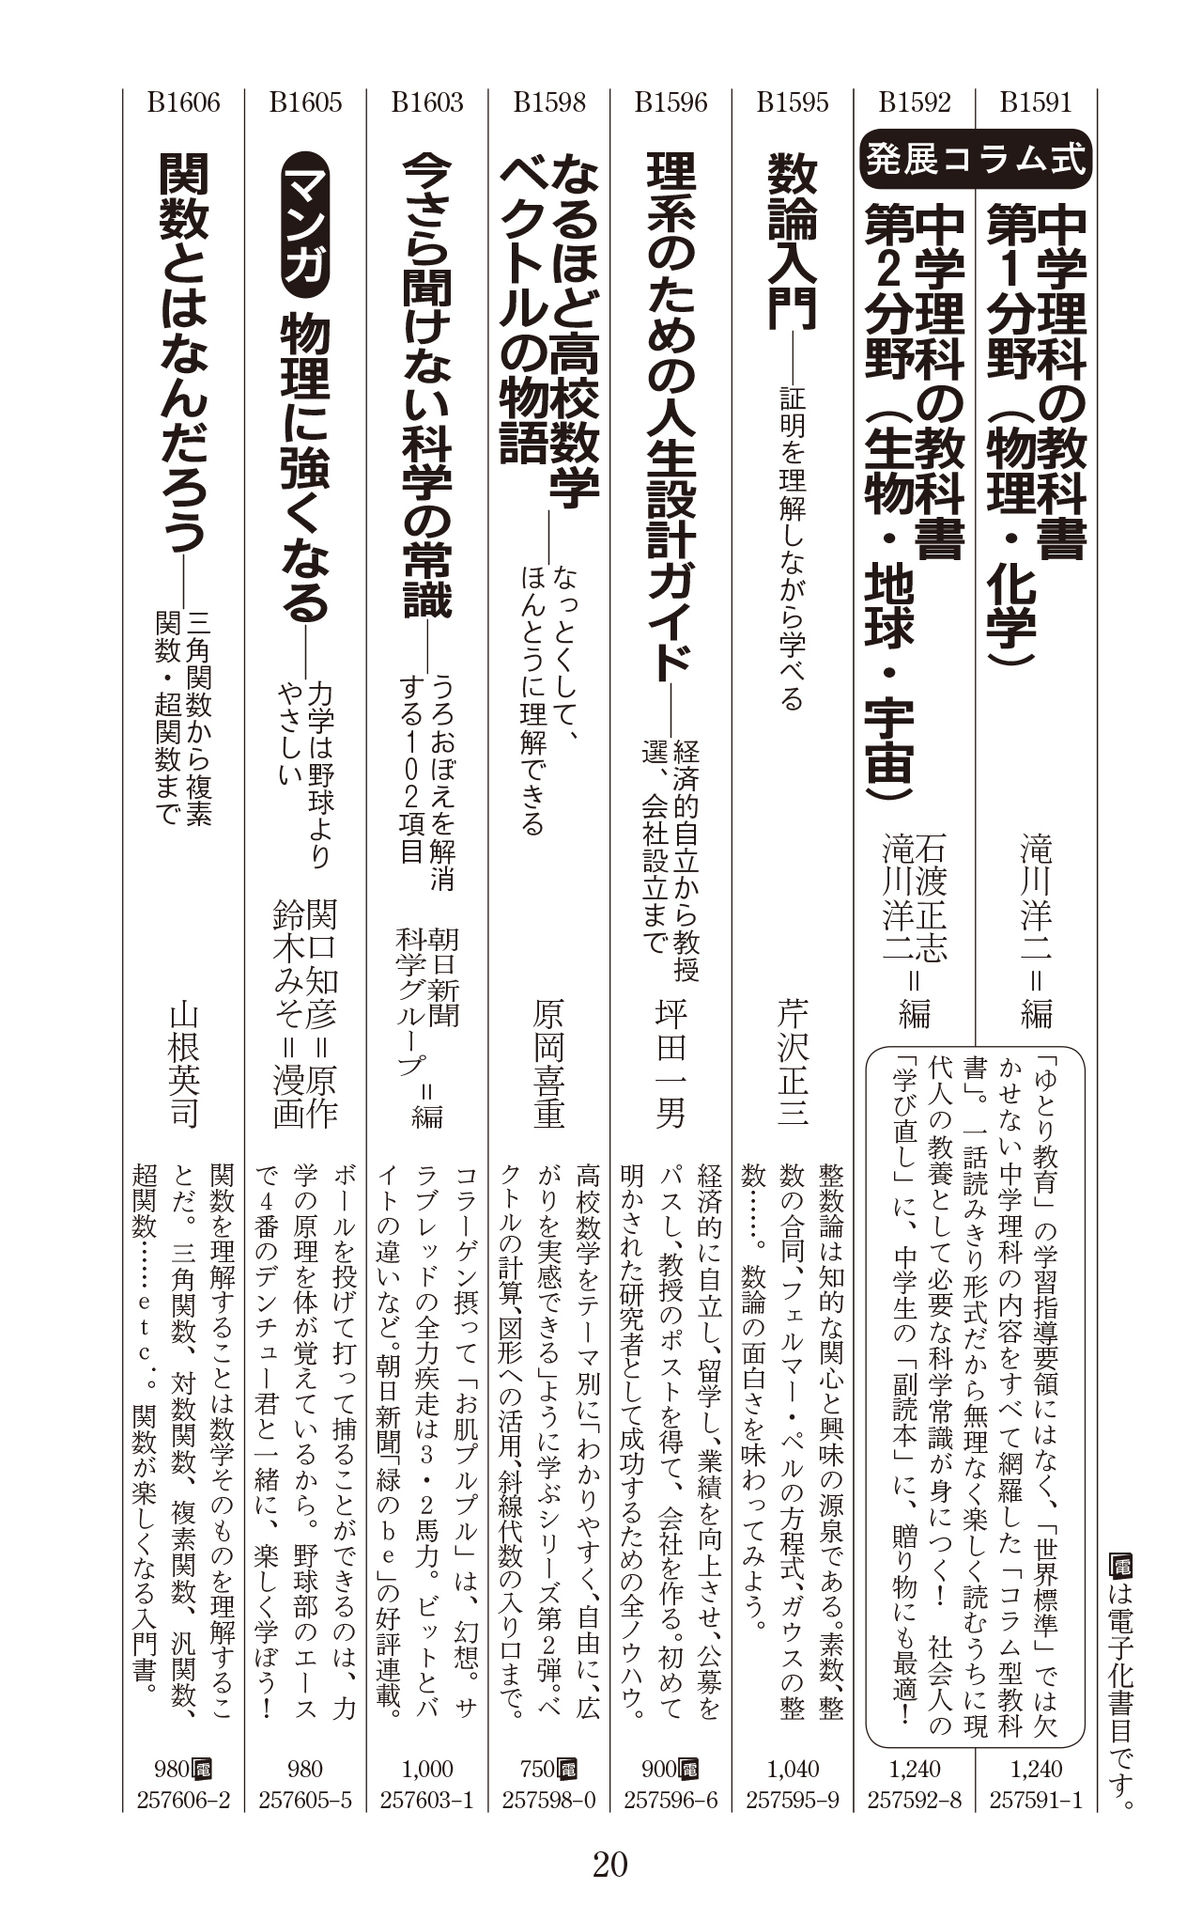 電は電子化書目です。
B1591
B1592
発展コラム式
中学理科の教科書
第1分野（物理・化学）
滝川洋二＝編
中学理科の教科書
第2分野（生物・地球・宇宙）
石渡正志
滝川洋二＝編
「ゆとり教育」の学習指導要領にはなく、「世界標準」では欠
かせない中学理科の内容をすべて網羅した「コラム型教科
書」。一話読みきり形式だから無理なく楽しく読むうちに現
代人の教養として必要な科学常識が身につく！　社会人の
「学び直し」に、中学生の「副読本」に、贈り物にも最適！
1,240
257591-1
1,240
257592-8
B1595
数論入門――証明を理解しながら学べる
芹沢正三
整数論は知的な関心と興味の源泉である。素数、整
数の合同、フェルマー・ペルの方程式、ガウスの整
数……。数論の面白さを味わってみよう。
1,040
257595-9
B1596
理系のための人生設計ガイド――経済的自立から教授
選、会社設立まで
坪田一男
経済的に自立し、留学し、業績を向上させ、公募を
パスし、教授のポストを得て、会社を作る。初めて
明かされた研究者として成功するための全ノウハウ。
900電
257596-6
B1598
なるほど高校数学
ベクトルの物語――なっとくして、
ほんとうに理解できる
原岡喜重
高校数学をテーマ別に「わかりやすく、自由に、広
がりを実感できる」ように学ぶシリーズ第2弾。ベ
クトルの計算、図形への活用、斜線代数の入り口まで。
750電
257598-0
B1603
今さら聞けない科学の常識――うろおぼえを解消
する102項目
朝日新聞
科学グループ＝編
コラーゲン摂って「お肌プルプル」は、幻想。サ
ラブレッドの全力疾走は3・2馬力。ビットとバ
イトの違いなど。朝日新聞「緑のbe」の好評連載。
1,000
257603-1
B1605
マンガ 物理に強くなる――力学は野球より
やさしい
関口知彦＝原作
鈴木みそ＝漫画
ボールを投げて打って捕ることができるのは、力
学の原理を体が覚えているから。野球部のエース
で4番のデンチュー君と一緒に、楽しく学ぼう！
980
257605-5
B1606
関数とはなんだろう――三角関数から複素
関数・超関数まで
山根英司
関数を理解することは数学そのものを理解するこ
とだ。三角関数、対数関数、複素関数、汎関数、
超関数……etc.。関数が楽しくなる入門書。
980電
257606-2
20